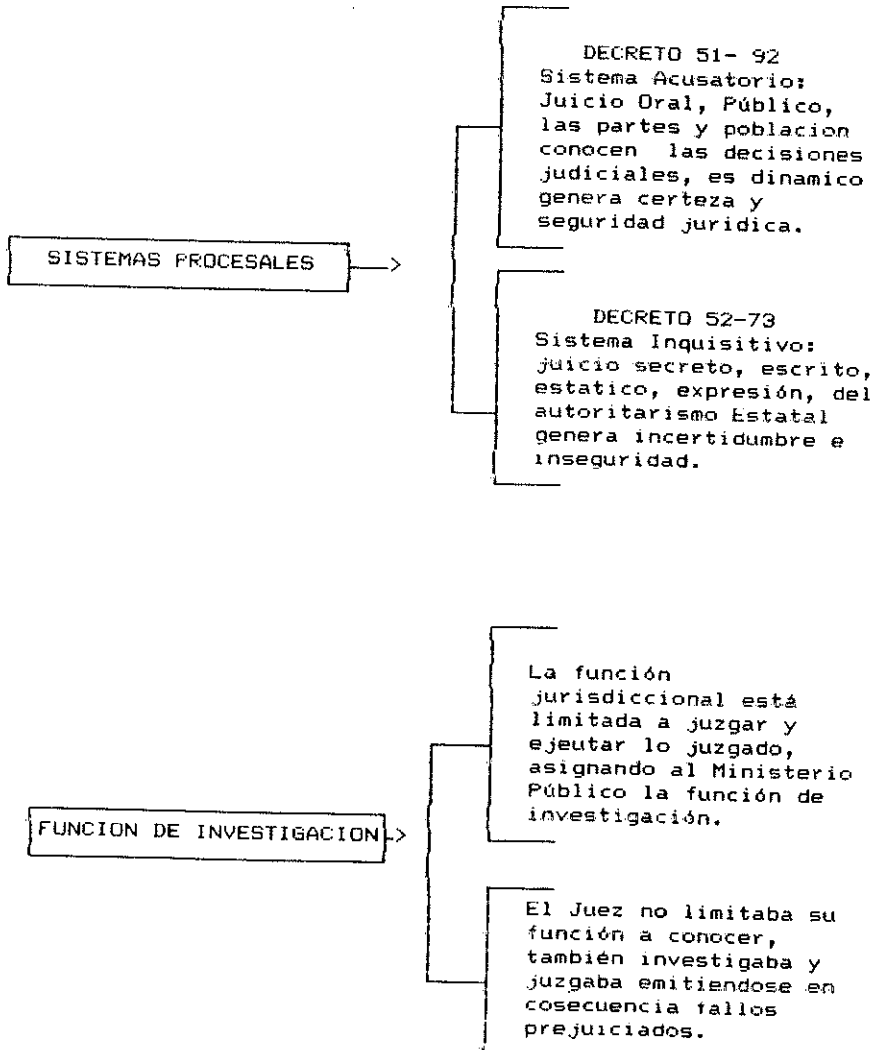 DECRETO 51- 92
Sistema Acusatorio:
Juicio Oral, Público,
las partes y poblacion
conocen las decisiones
judiciales, es dinamico
genera certeza y
seguridad juridica.
SISTEMAS PROCESALES
DECRETO 52-73
Sistema Inquisitivo:
juicio secreto, escrito,
estatico, expresión, del
autoritarismo Estatal
genera incertidumbre e
inseguridad.
La función
jurisdiccional está
limitada a juzgar y
ejeutar lo juzgado,
asignando al Ministerio
Público la función de
investigación.
FUNCION DE INVESTIGACION
El Juez no limitaba su
función a conocer,
también investigaba y
juzgaba emitiendose en
cosecuencia fallos
prejuiciados.